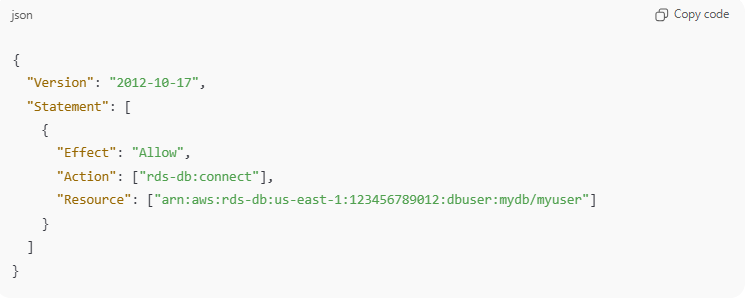 json
Copy code
{
  "Version": "2012-10-17",
  "Statement": [
    {
      "Effect": "Allow",
      "Action": ["rds-db:connect"],
      "Resource": ["arn:aws:rds-db:us-east-1:123456789012:dbuser:mydb/myuser"]
    }
  ]
}